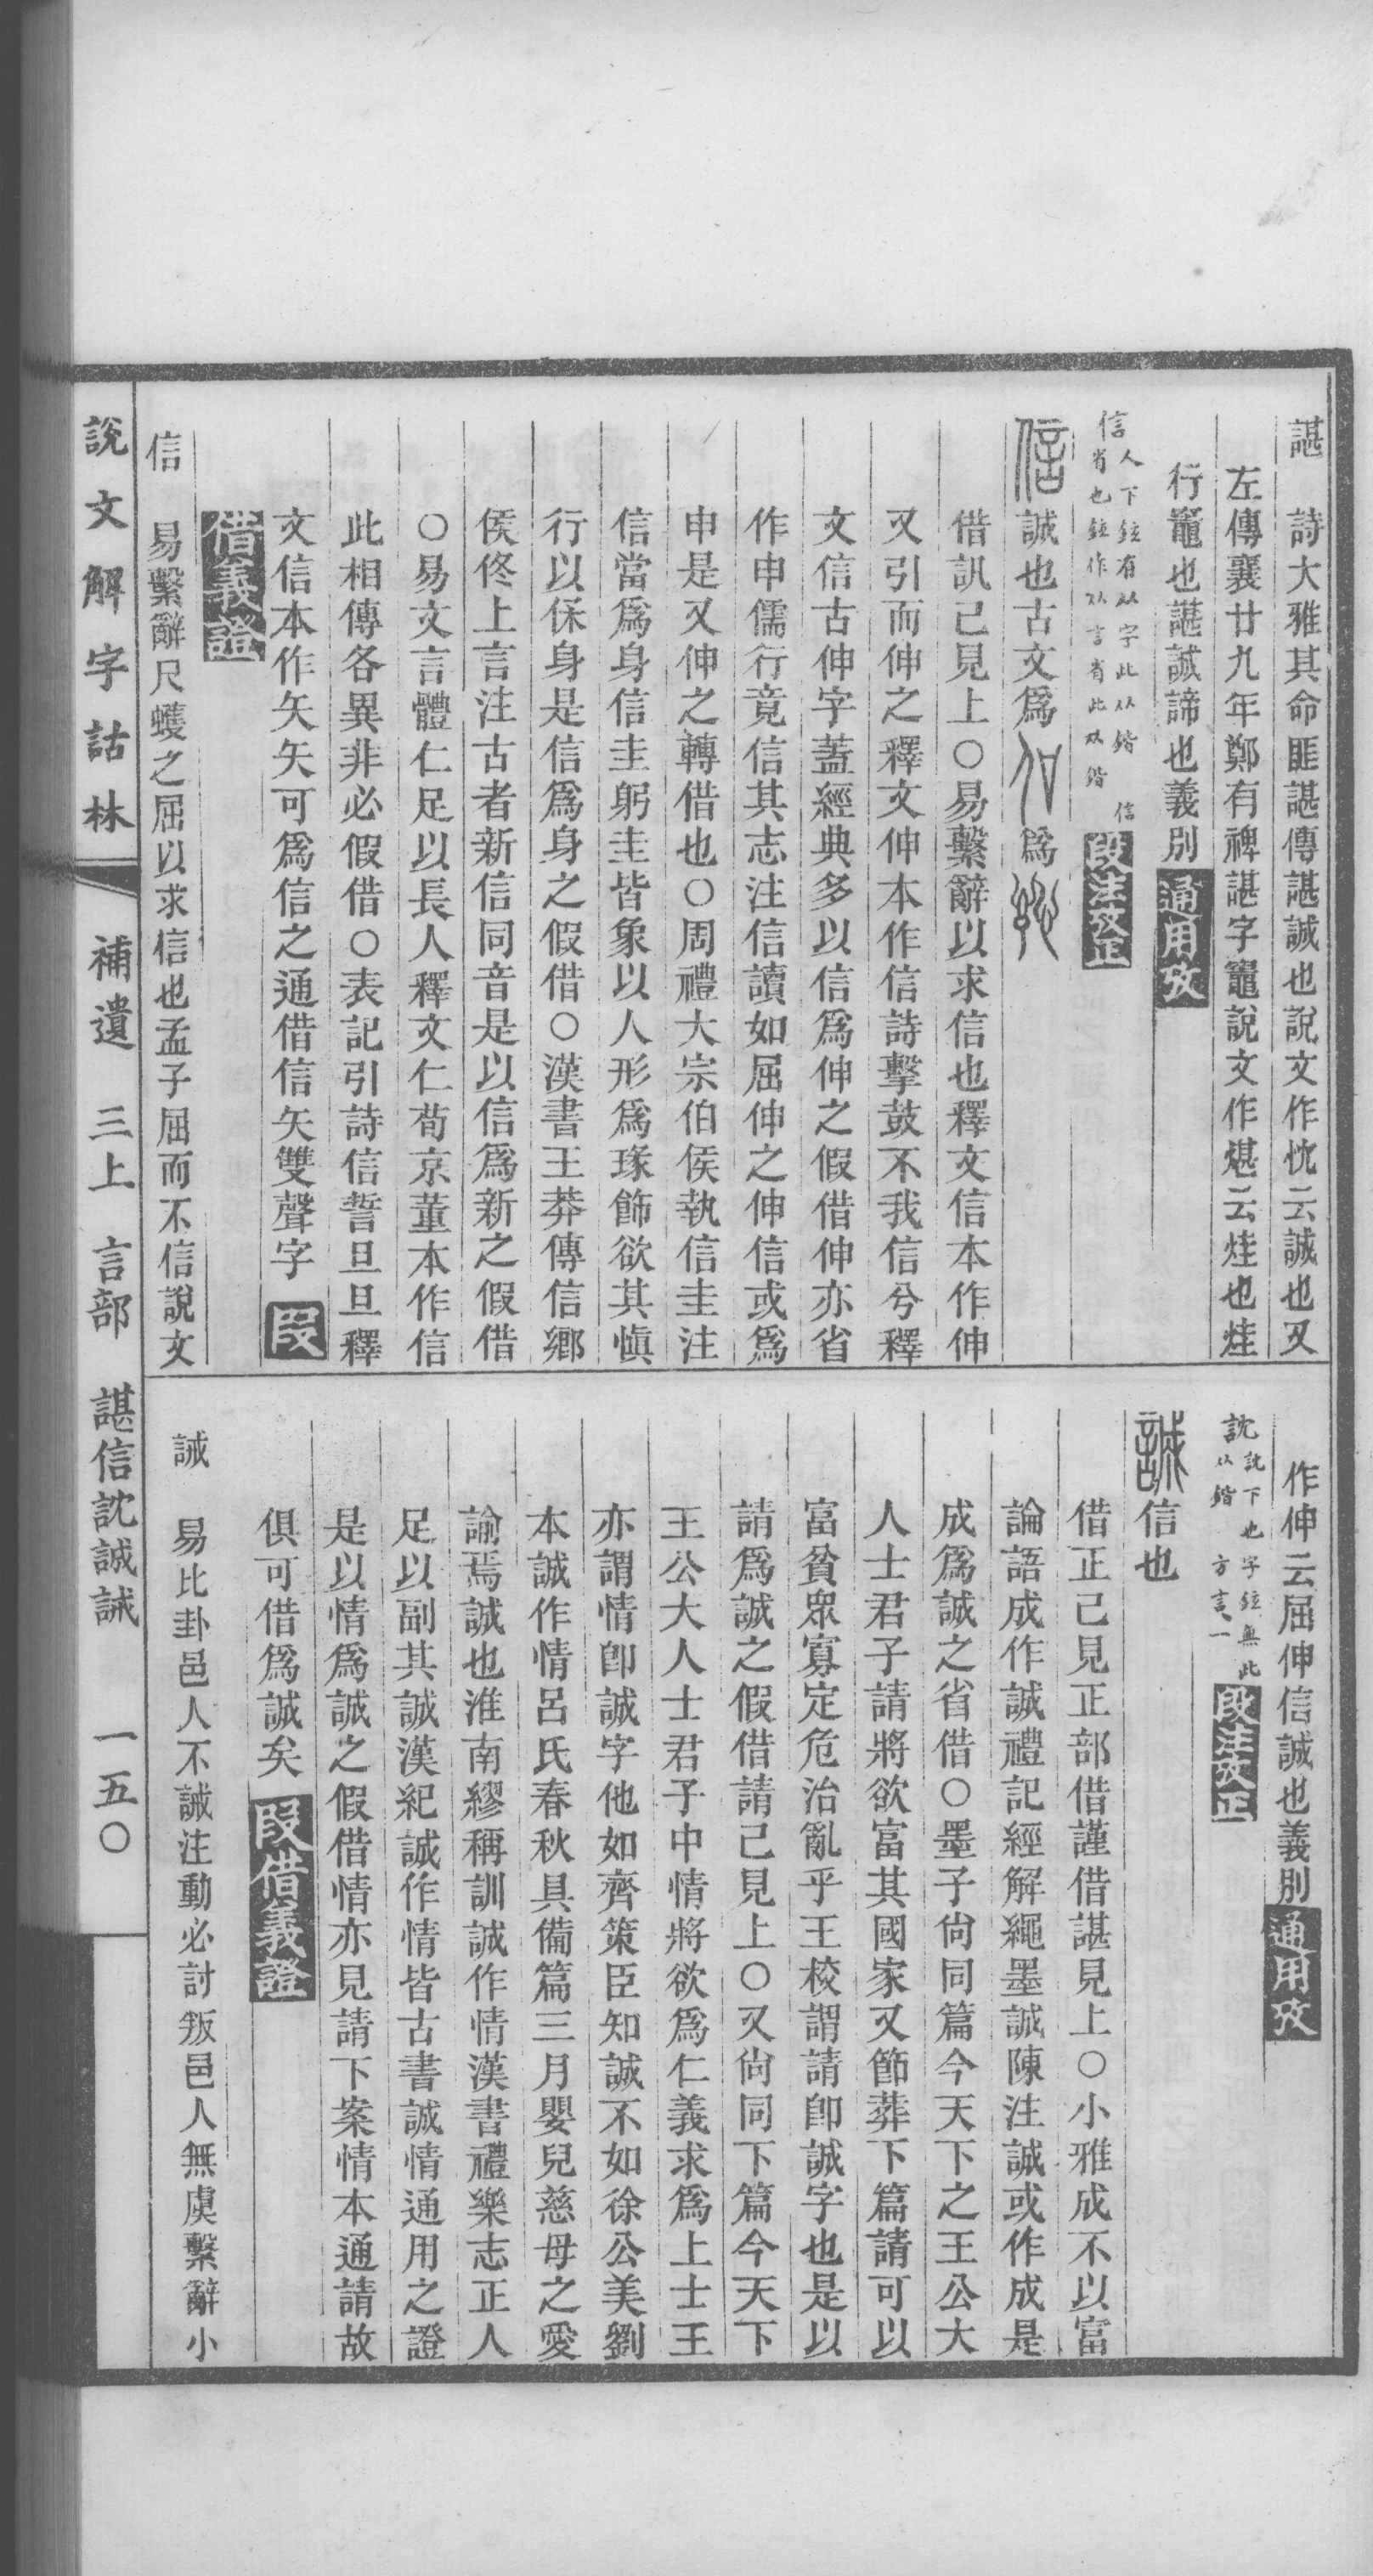 諶　詩大雅其命匪諶傳諶誠也說文作忱云誠也又
左傳襄廿九年鄭有裨諶字竈說文作煁云烓也烓
行竈也諶誠諦也義別 通用攷
信人下鉉有从字此以鍇省也鉉作从言省此从鍇 信 段注攷正
信誠也古文爲㐰爲𧥯
借訊已見上○易繫辭以求信也釋文信本作伸
又引而伸之釋文伸本作信詩擊鼓不我信兮釋
文信古伸字蓋經典多以信爲伸之假借伸亦省
作申儒行竟信其志注信讀如屈伸之伸信或爲
申是又伸之轉借也○周禮大宗伯侯執信圭注
信當爲身信圭躬圭皆象以人形爲瑑飾欲其愼
行以保身是信爲身之假借○漢書王莽傳信鄉
侯佟上言注古者新信同音是以信爲新之假借
○易文言體仁足以長人釋文仁荀京董本作信
此相傳各異非必假借○表記引詩信誓旦旦釋
文信本作矢矢可爲信之通借信矢雙聲字 段
借義證
信　易繫辭尺蠖之屈以求信也孟子屈而不信說文
作伸云屈伸信誠也義別 通用攷
訦訦下也字鉉無此以鍇 方言一 段注攷正
誠信也
借正已見正部借謹借諶見上○小雅成不以富
論語成作誠禮記經解繩墨誠陳注誠或作成是
成爲誠之省借○墨子尙同篇今天下之王公大
人士君子請將欲富其國家又節葬下篇請可以
富貧衆寡定危治亂乎王校謂請卽誠字也是以
請爲誠之假借請已見上○又尙同下篇今天下
王公大人士君子中情將欲爲仁義求爲上士王
亦謂情卽誠字他如齊策臣知誠不如徐公美劉
本誠作情呂氏春秋具備篇三月嬰兒慈母之愛
諭焉誠也淮南繆稱訓誠作情漢書禮樂志正人
足以副其誠漢紀誠作情皆古書誠情通用之證
是以情爲誠之假借情亦見請下案情本通請故
俱可借爲誠矣 段借義證
誡　易比卦邑人不誡注動必討叛邑人無虞繫辭小
說文解字詁林　補遺　三上　言部　諶信訦誠誡　一五○